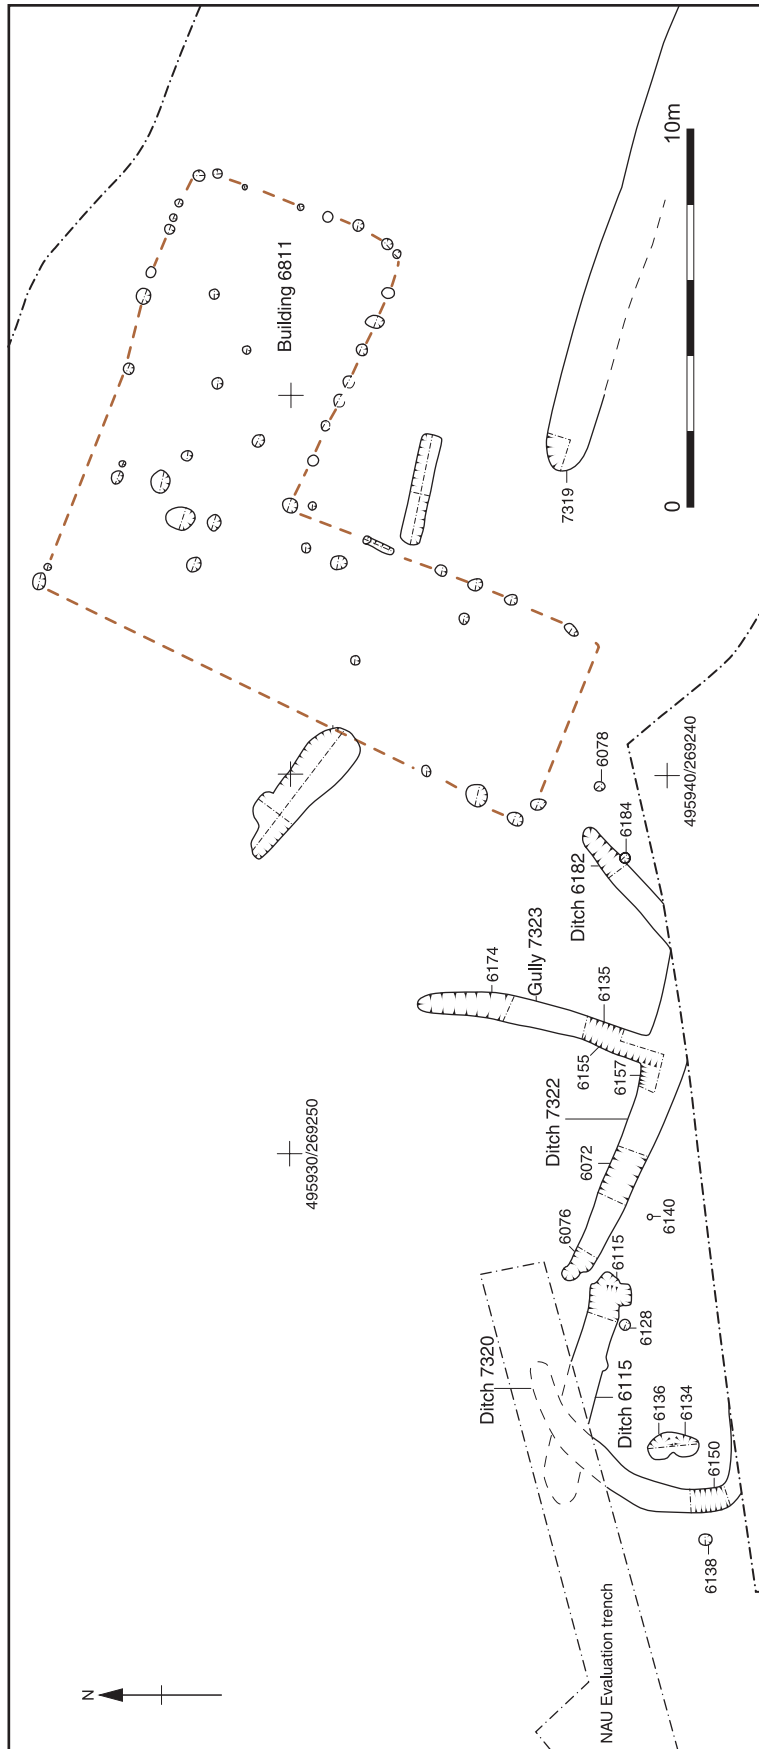 N
Building 6811
10m
0
7319
495940/269240
6078
6184
Ditch 6182
Gully 7323
6174
6135
6155
6157
Ditch 7322
6072
6076
495930/269250
6140
6115
6128
Ditch 7320
Ditch 6115
6136
6134
6150
6138
NAU Evaluation trench